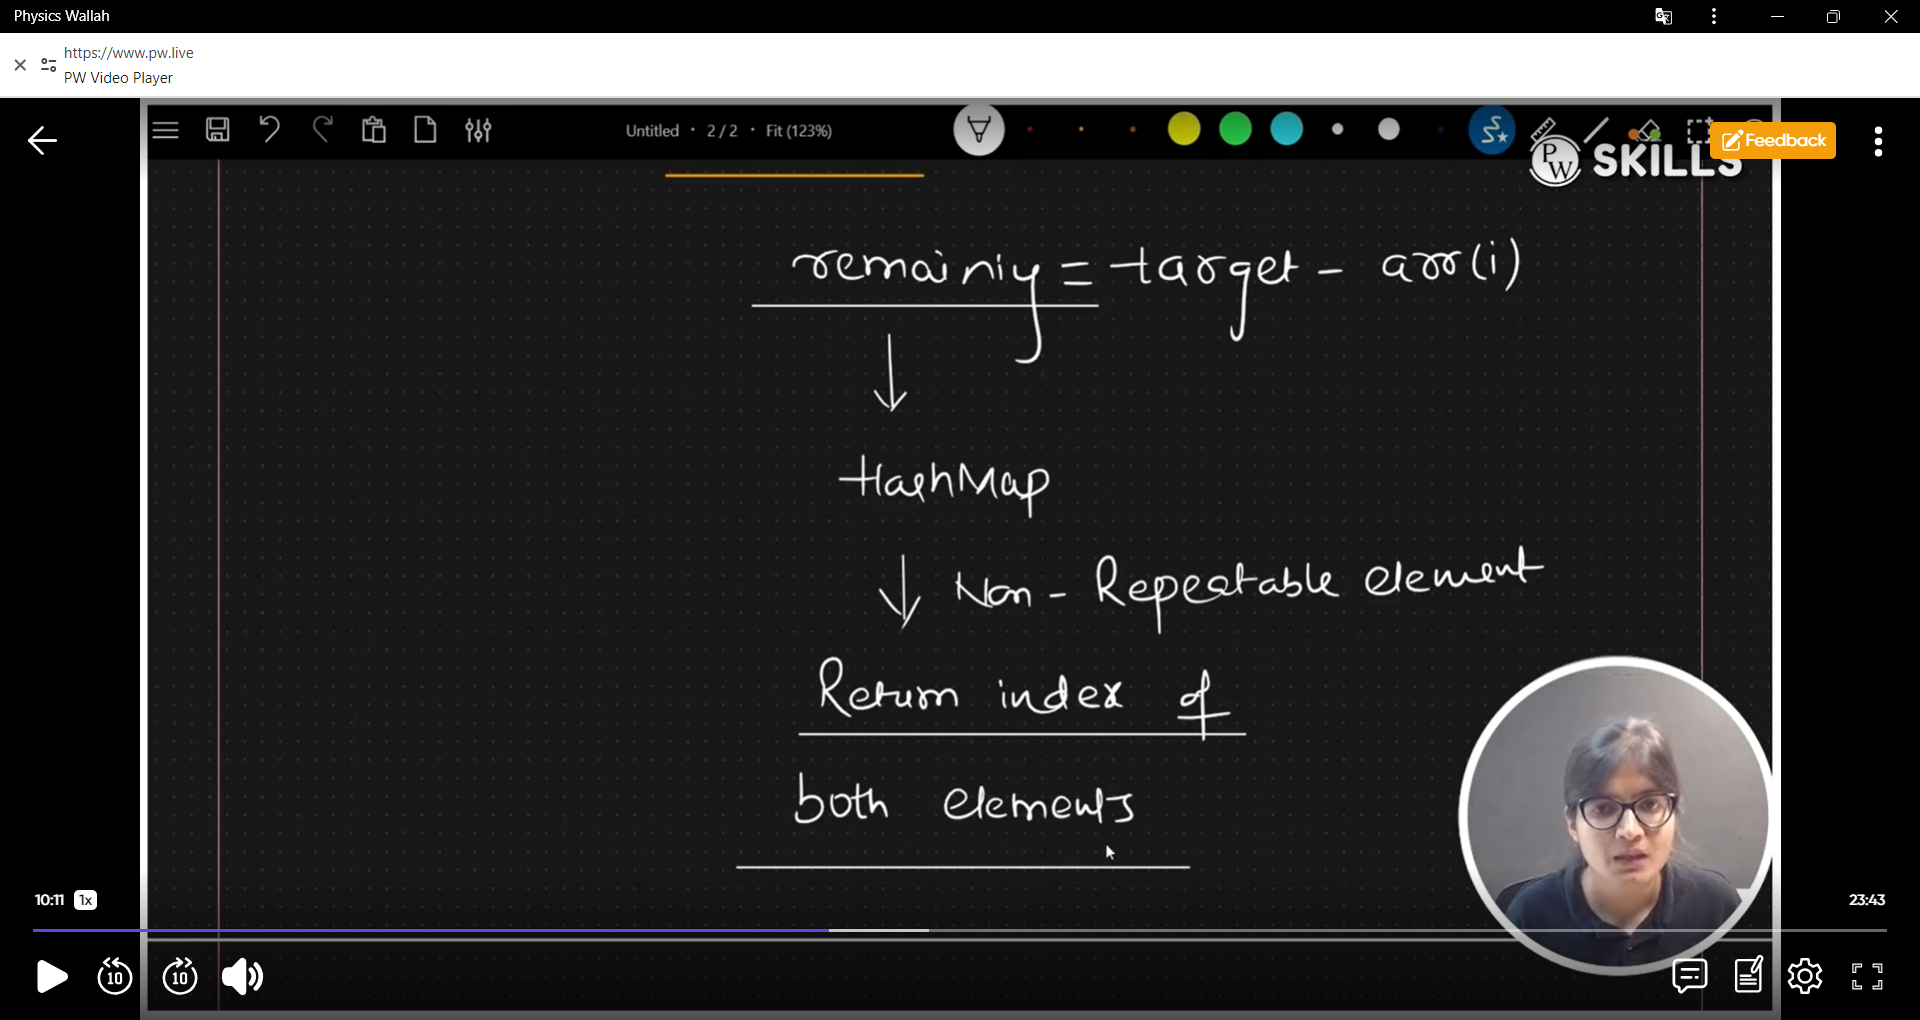 Physics Wallah
https://www.pw.live
PW Video Player
Untitled · 2/2 · Fit (123%)
Feedback
PW SKILLS
remainiy = target - arr(i)
HashMap
Non - Repeatable element
Return index of
both elements
10:11 1x
23:43
10 10